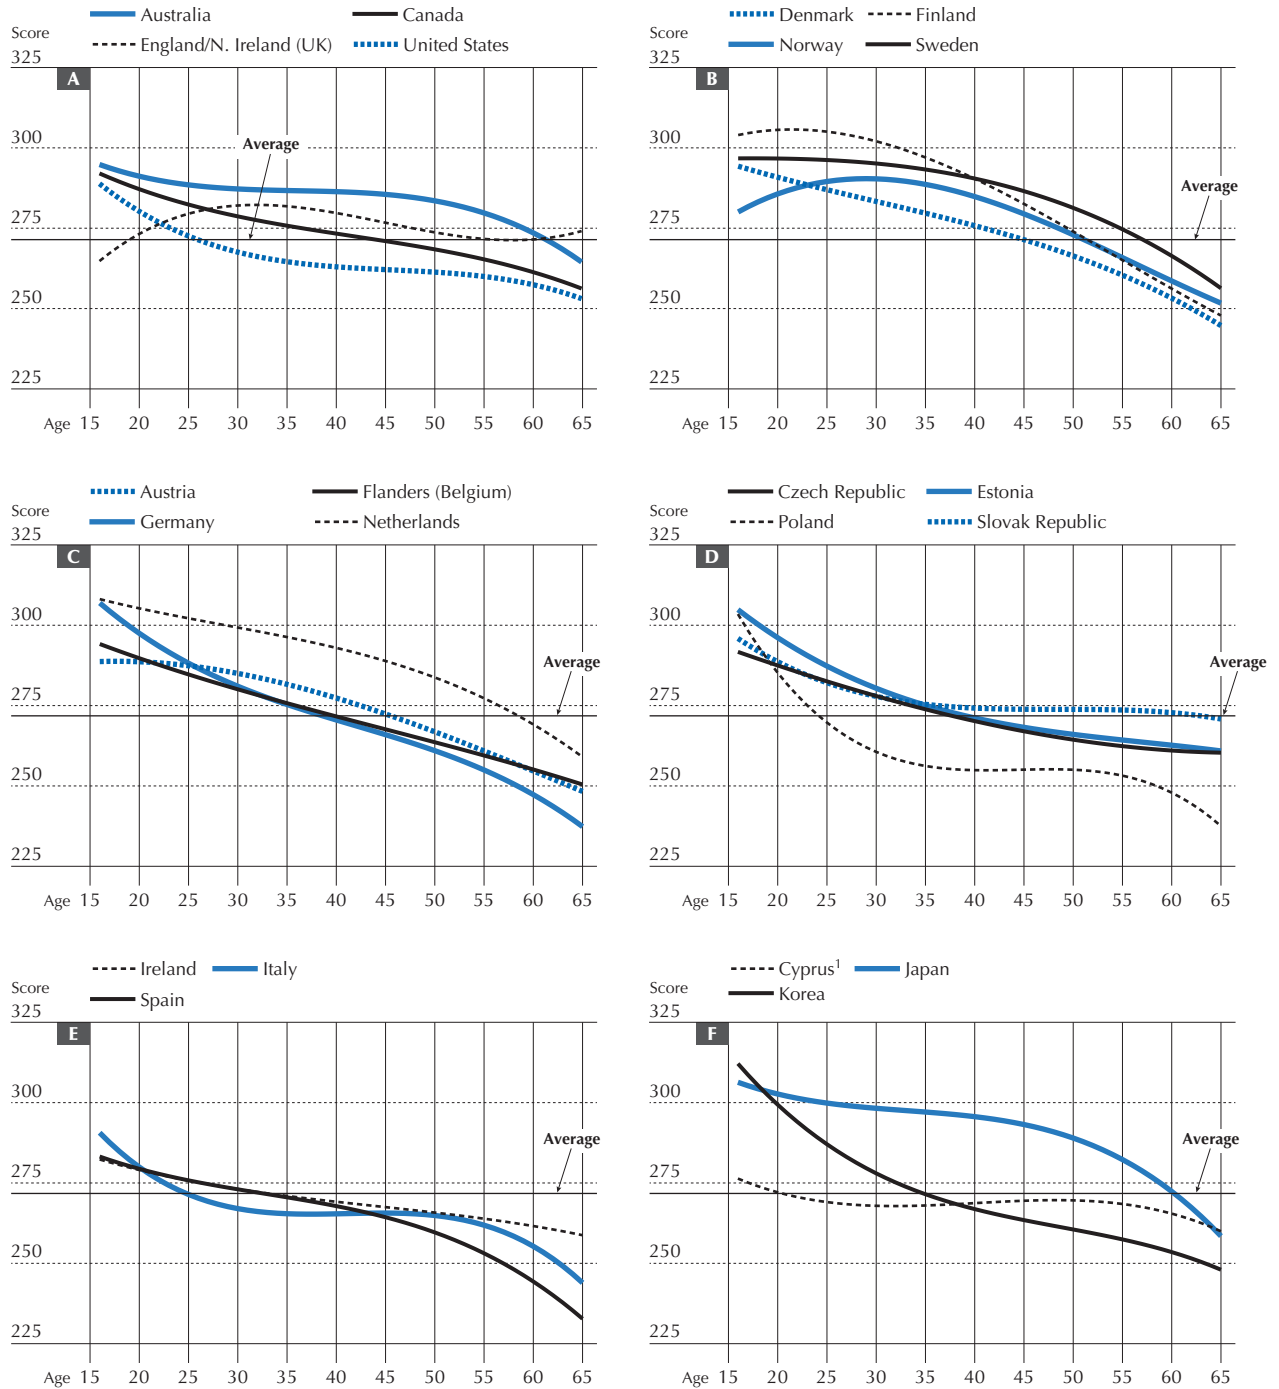 Australia Canada
England/N. Ireland (UK) United States
Score
325
A
300
Average
275
250
225
Age 15 20 25 30 35 40 45 50 55 60 65
Denmark Finland
Norway Sweden
Score
325
B
300
Average
275
250
225
Age 15 20 25 30 35 40 45 50 55 60 65
Austria Flanders (Belgium)
Germany Netherlands
Score
325
C
300
Average
275
250
225
Age 15 20 25 30 35 40 45 50 55 60 65
Czech Republic Estonia
Poland Slovak Republic
Score
325
D
300
Average
275
250
225
Age 15 20 25 30 35 40 45 50 55 60 65
Ireland Italy
Spain
Score
325
E
300
Average
275
250
225
Age 15 20 25 30 35 40 45 50 55 60 65
Cyprus¹ Japan
Korea
Score
325
F
300
Average
275
250
225
Age 15 20 25 30 35 40 45 50 55 60 65